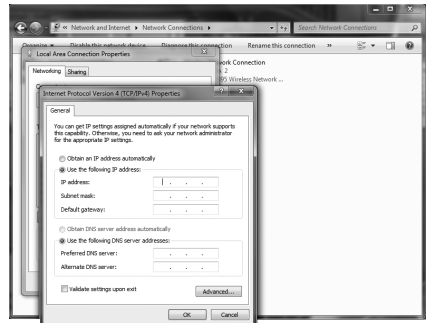 « Network and Internet ▸ Network Connections ▸
Search Network Connections
Organize ▾ Disable this network device Diagnose this connection Rename this connection »
Local Area Connection Properties
work Connection
2
95 Wireless Network ...
Networking Sharing
Internet Protocol Version 4 (TCP/IPv4) Properties
General
You can get IP settings assigned automatically if your network supports
this capability. Otherwise, you need to ask your network administrator
for the appropriate IP settings.
Obtain an IP address automatically
Use the following IP address:
IP address:
Subnet mask:
Default gateway:
Obtain DNS server address automatically
Use the following DNS server addresses:
Preferred DNS server:
Alternate DNS server:
Validate settings upon exit
Advanced...
OK Cancel